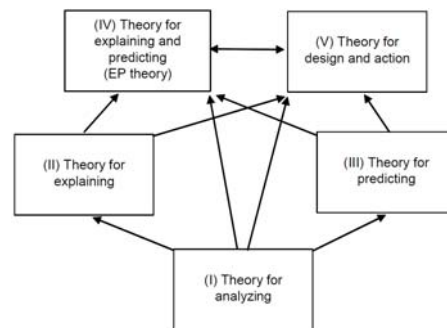 (IV) Theory for
explaining and
predicting
(EP theory)
(V) Theory for
design and action
(II) Theory for
explaining
(III) Theory for
predicting
(I) Theory for
analyzing